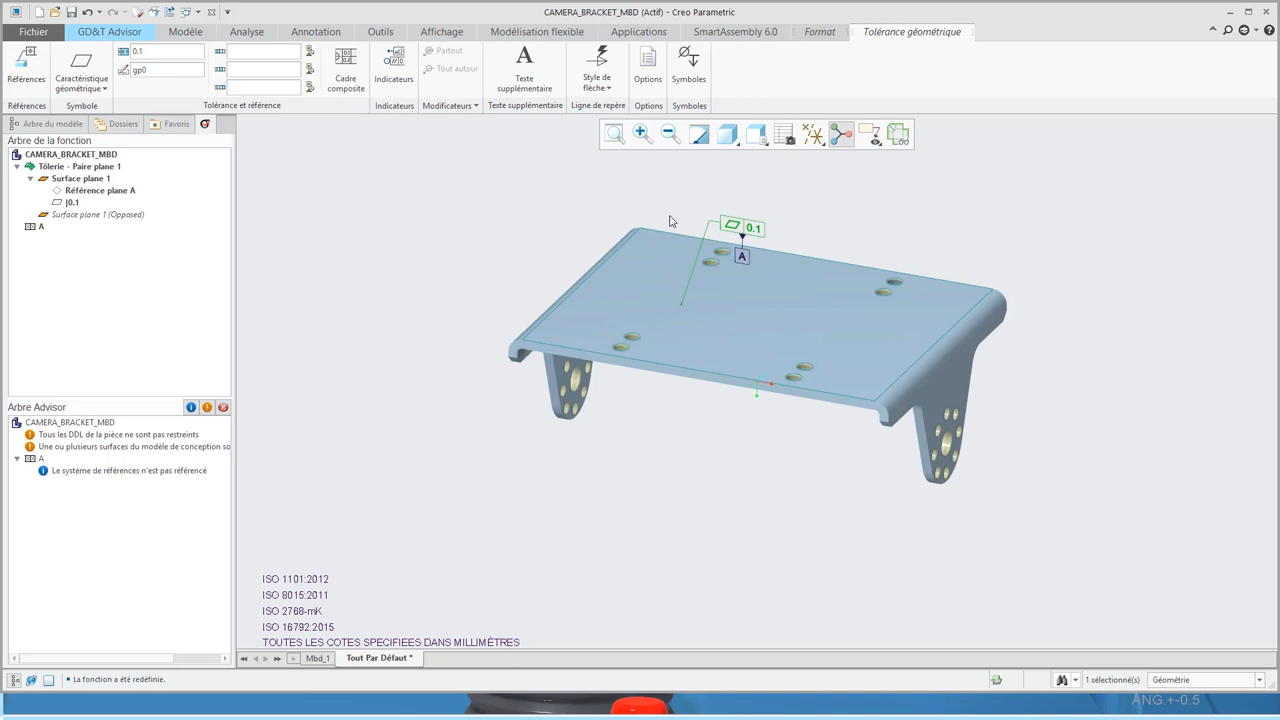 CAMERA_BRACKET_MBD (Actif) - Creo Parametric
Fichier GD&T Advisor Modèle Analyse Annotation Outils Affichage Modélisation flexible Applications SmartAssembly 6.0 Format Tolérance géométrique
Références
Références
Caractéristique
géométrique
Symbole
0.1
gp0
Tolérance et référence
Cadre
composite
Indicateurs
Indicateurs
Partout
Tout autour
Modificateurs
Texte
supplémentaire
Texte supplémentaire
Style de
flèche
Ligne de repère
Options
Options
Symboles
Symboles
Arbre du modèle Dossiers Favoris
Arbre de la fonction
CAMERA_BRACKET_MBD
Tôlerie - Paire plane 1
Surface plane 1
Référence plane A
|0.1
Surface plane 1 (Opposed)
A
0.1
A
Arbre Advisor
CAMERA_BRACKET_MBD
Tous les DDL de la pièce ne sont pas restreints
Une ou plusieurs surfaces du modèle de conception so
A
Le système de références n'est pas référencé
ISO 1101:2012
ISO 8015:2011
ISO 2768-mK
ISO 16792:2015
TOUTES LES COTES SPECIFIEES DANS MILLIMÈTRES
Mbd_1 Tout Par Défaut *
• La fonction a été redéfinie.
1 sélectionné(s) Géométrie
ANG.+-0.5